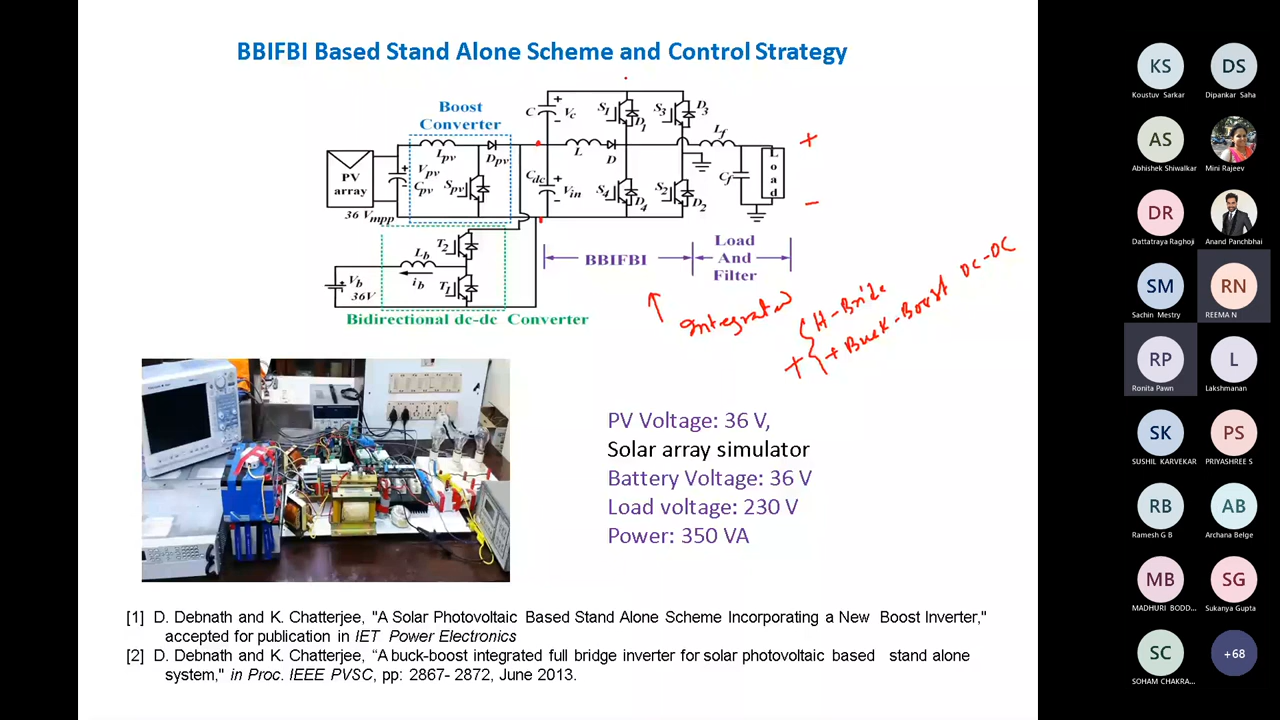 BBIFBI Based Stand Alone Scheme and Control Strategy
Boost
Converter
PV
array
36 Vmpp
Lpv
Dpv
Vpv
Cpv
Spv
C
+
Vc
−
L
D
Cdc
+
Vin
−
S1
D1
S3
D3
S4
D4
S2
D2
Lf
Cf
Load
+
−
T2
Lb
ib
T1
Vb
36V
Bidirectional dc-dc Converter
BBIFBI
Load
And
Filter
Integrated
H-Bridge
+ Buck-Boost DC-DC
+
PV Voltage: 36 V,
Solar array simulator
Battery Voltage: 36 V
Load voltage: 230 V
Power: 350 VA
[1] D. Debnath and K. Chatterjee, "A Solar Photovoltaic Based Stand Alone Scheme Incorporating a New Boost Inverter,"
accepted for publication in IET Power Electronics
[2] D. Debnath and K. Chatterjee, “A buck-boost integrated full bridge inverter for solar photovoltaic based stand alone
system," in Proc. IEEE PVSC, pp: 2867- 2872, June 2013.
KS
Koustuv Sarkar
DS
Dipankar Saha
AS
Abhishek Shiwalkar
Mini Rajeev
DR
Dattatraya Raghoji
Anand Panchbhai
SM
Sachin Mestry
RN
REEMA N
RP
Ronita Pawn
L
Lakshmanan
SK
SUSHIL KARVEKAR
PS
PRIYASHREE S
RB
Ramesh G B
AB
Archana Belge
MB
MADHURI BODD...
SG
Sukanya Gupta
SC
SOHAM CHAKRA...
+68